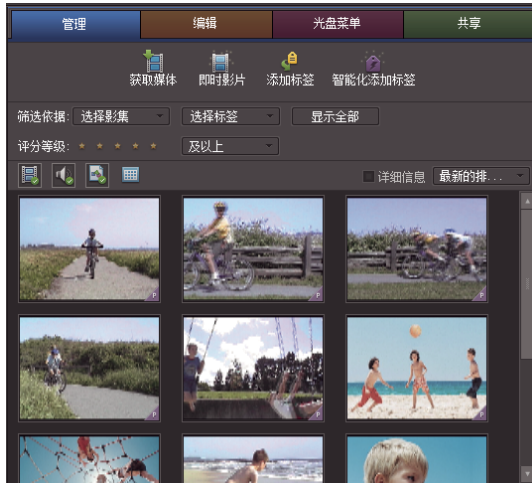 管理 编辑 光盘菜单 共享
获取媒体 即时影片 添加标签 智能化添加标签
筛选依据: 选择影集 选择标签 显示全部
评分等级: 及以上
详细信息 最新的排...
P P P
P P P